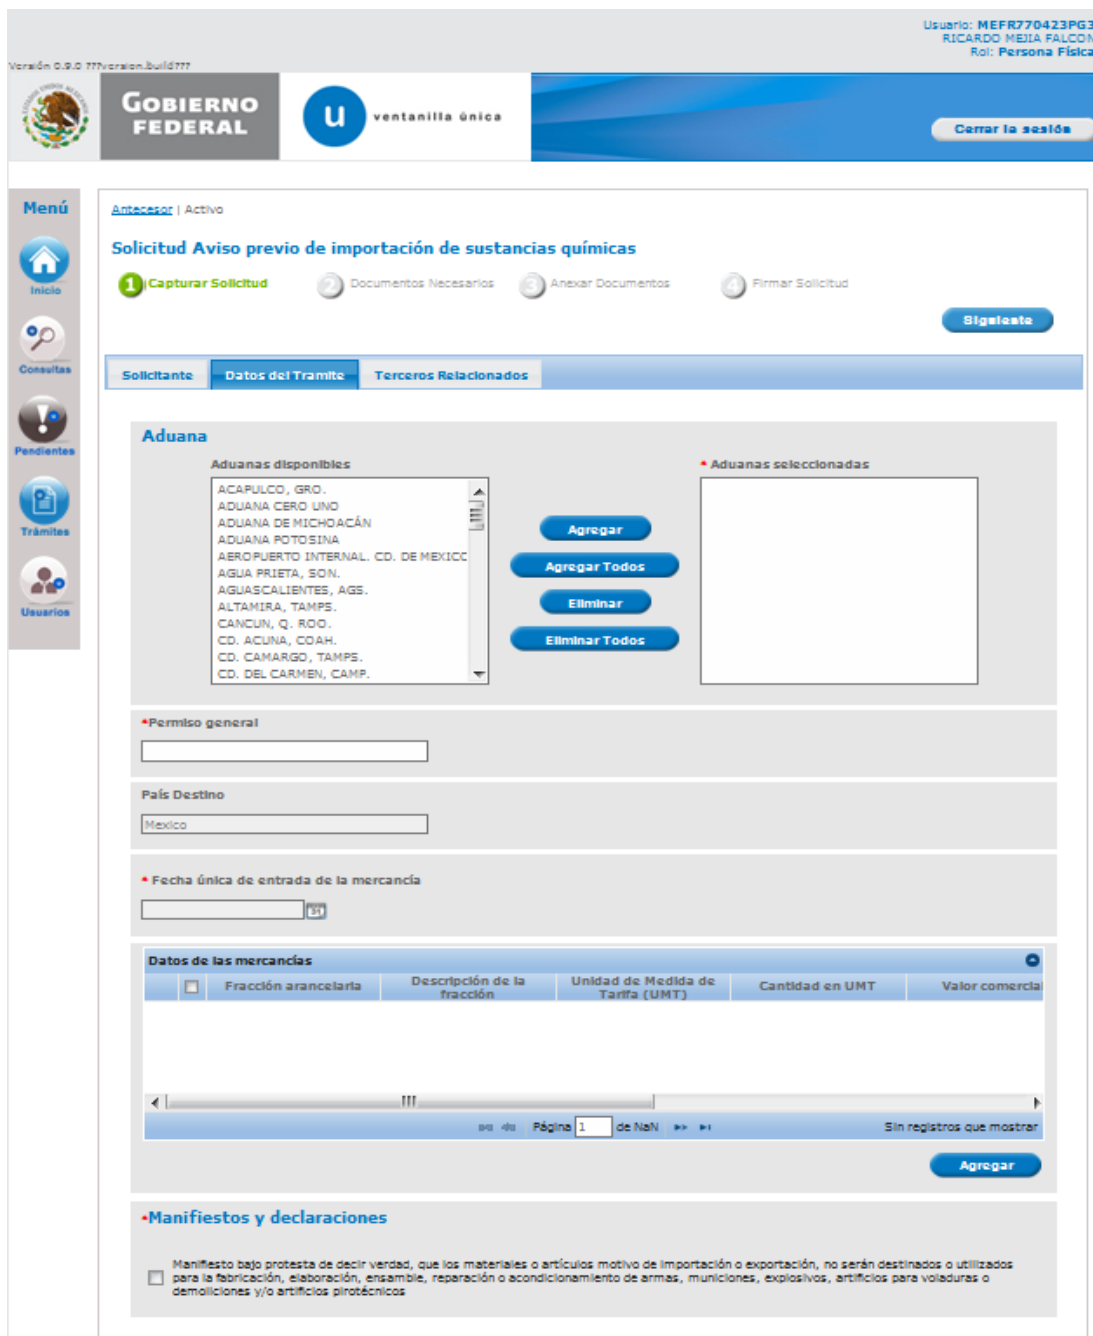 Usuario: MEFR770423PG3
RICARDO MEJIA FALCON
Rol: Persona Física
Versión 0.9.0 ???version.build???
GOBIERNO
FEDERAL
u
ventanilla única
Cerrar la sesión
Menú
Inicio
Consultas
Pendientes
Trámites
Usuarios
Antecesor | Activo
Solicitud Aviso previo de importación de sustancias químicas
1 Capturar Solicitud 2 Documentos Necesarios 3 Anexar Documentos 4 Firmar Solicitud
Siguiente
Solicitante Datos del Tramite Terceros Relacionados
Aduana
Aduanas disponibles
ACAPULCO, GRO.
ADUANA CERO UNO
ADUANA DE MICHOACÁN
ADUANA POTOSINA
AEROPUERTO INTERNAL. CD. DE MEXICO
AGUA PRIETA, SON.
AGUASCALIENTES, AGS.
ALTAMIRA, TAMPS.
CANCUN, Q. ROO.
CD. ACUNA, COAH.
CD. CAMARGO, TAMPS.
CD. DEL CARMEN, CAMP.
Agregar
Agregar Todos
Eliminar
Eliminar Todos
* Aduanas seleccionadas
*Permiso general
País Destino
Mexico
* Fecha única de entrada de la mercancía
31
Datos de las mercancías
Fracción arancelaria
Descripción de la
fracción
Unidad de Medida de
Tarifa (UMT)
Cantidad en UMT
Valor comercial
Página 1 de NaN
Sin registros que mostrar
Agregar
*Manifiestos y declaraciones
Manifiesto bajo protesta de decir verdad, que los materiales o artículos motivo de importación o exportación, no serán destinados o utilizados
para la fabricación, elaboración, ensamble, reparación o acondicionamiento de armas, municiones, explosivos, artificios para voladuras o
demoliciones y/o artificios pirotécnicos